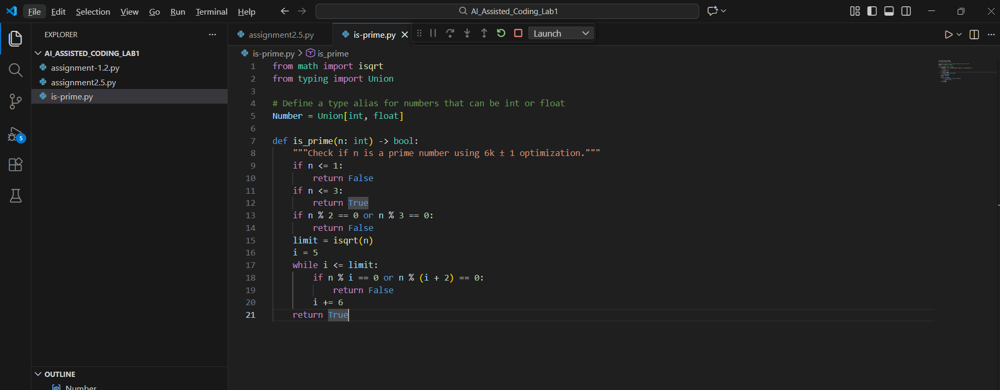 File Edit Selection View Go Run Terminal Help
AI_Assisted_Coding_Lab1
EXPLORER
AI_ASSISTED_CODING_LAB1
assignment-1.2.py
assignment2.5.py
is-prime.py
5
OUTLINE
Number
assignment2.5.py
is-prime.py
Launch
is-prime.py > is_prime
1 from math import isqrt
2 from typing import Union
3
4 # Define a type alias for numbers that can be int or float
5 Number = Union[int, float]
6
7 def is_prime(n: int) -> bool:
8     """Check if n is a prime number using 6k ± 1 optimization."""
9     if n <= 1:
10         return False
11     if n <= 3:
12         return True
13     if n % 2 == 0 or n % 3 == 0:
14         return False
15     limit = isqrt(n)
16     i = 5
17     while i <= limit:
18         if n % i == 0 or n % (i + 2) == 0:
19             return False
20         i += 6
21     return True